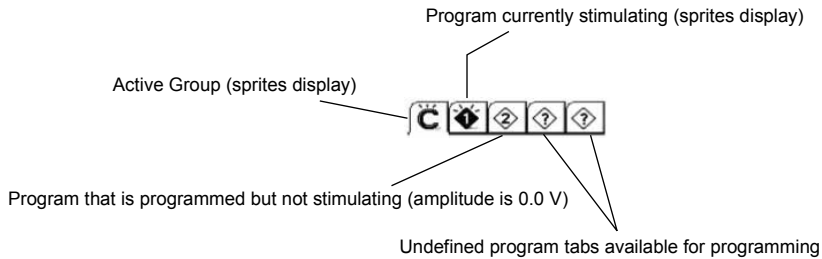 Program currently stimulating (sprites display)
Active Group (sprites display)
C 1 2 ? ?
Program that is programmed but not stimulating (amplitude is 0.0 V)
Undefined program tabs available for programming